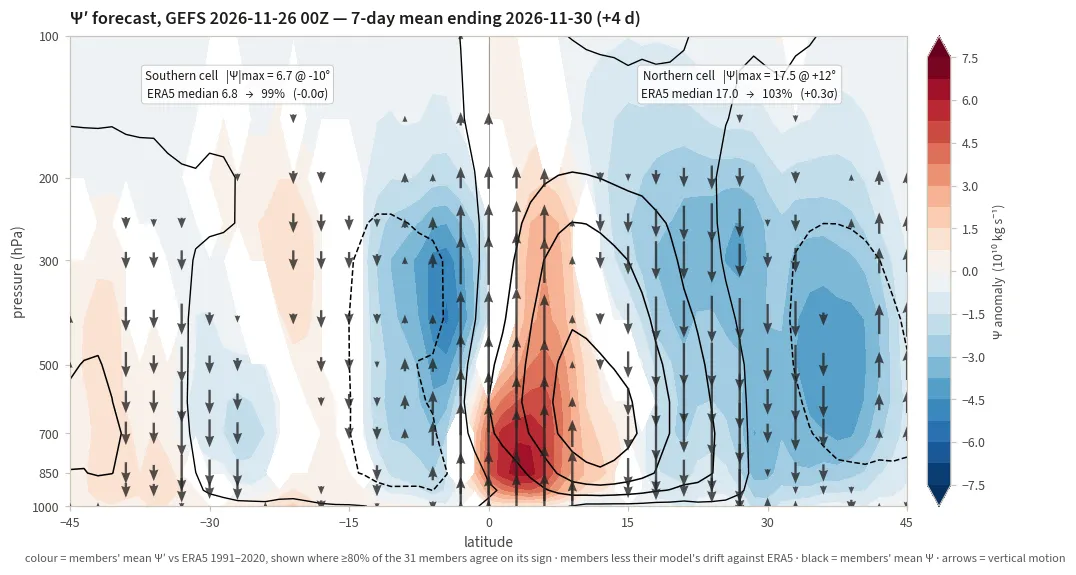 Ψ′ forecast, GEFS 2026-11-26 00Z — 7-day mean ending 2026-11-30 (+4 d)
Southern cell |Ψ|max = 6.7 @ -10°
ERA5 median 6.8 → 99% (-0.0σ)
Northern cell |Ψ|max = 17.5 @ +12°
ERA5 median 17.0 → 103% (+0.3σ)
pressure (hPa)
100
200
300
400
500
700
850
1000
−45
−30
−15
0
15
30
45
latitude
7.5
6.0
4.5
3.0
1.5
0.0
−1.5
−3.0
−4.5
−6.0
−7.5
Ψ anomaly (10¹⁰ kg s⁻¹)
colour = members' mean Ψ′ vs ERA5 1991–2020, shown where ≥80% of the 31 members agree on its sign · members less their model's drift against ERA5 · black = members' mean Ψ · arrows = vertical motion